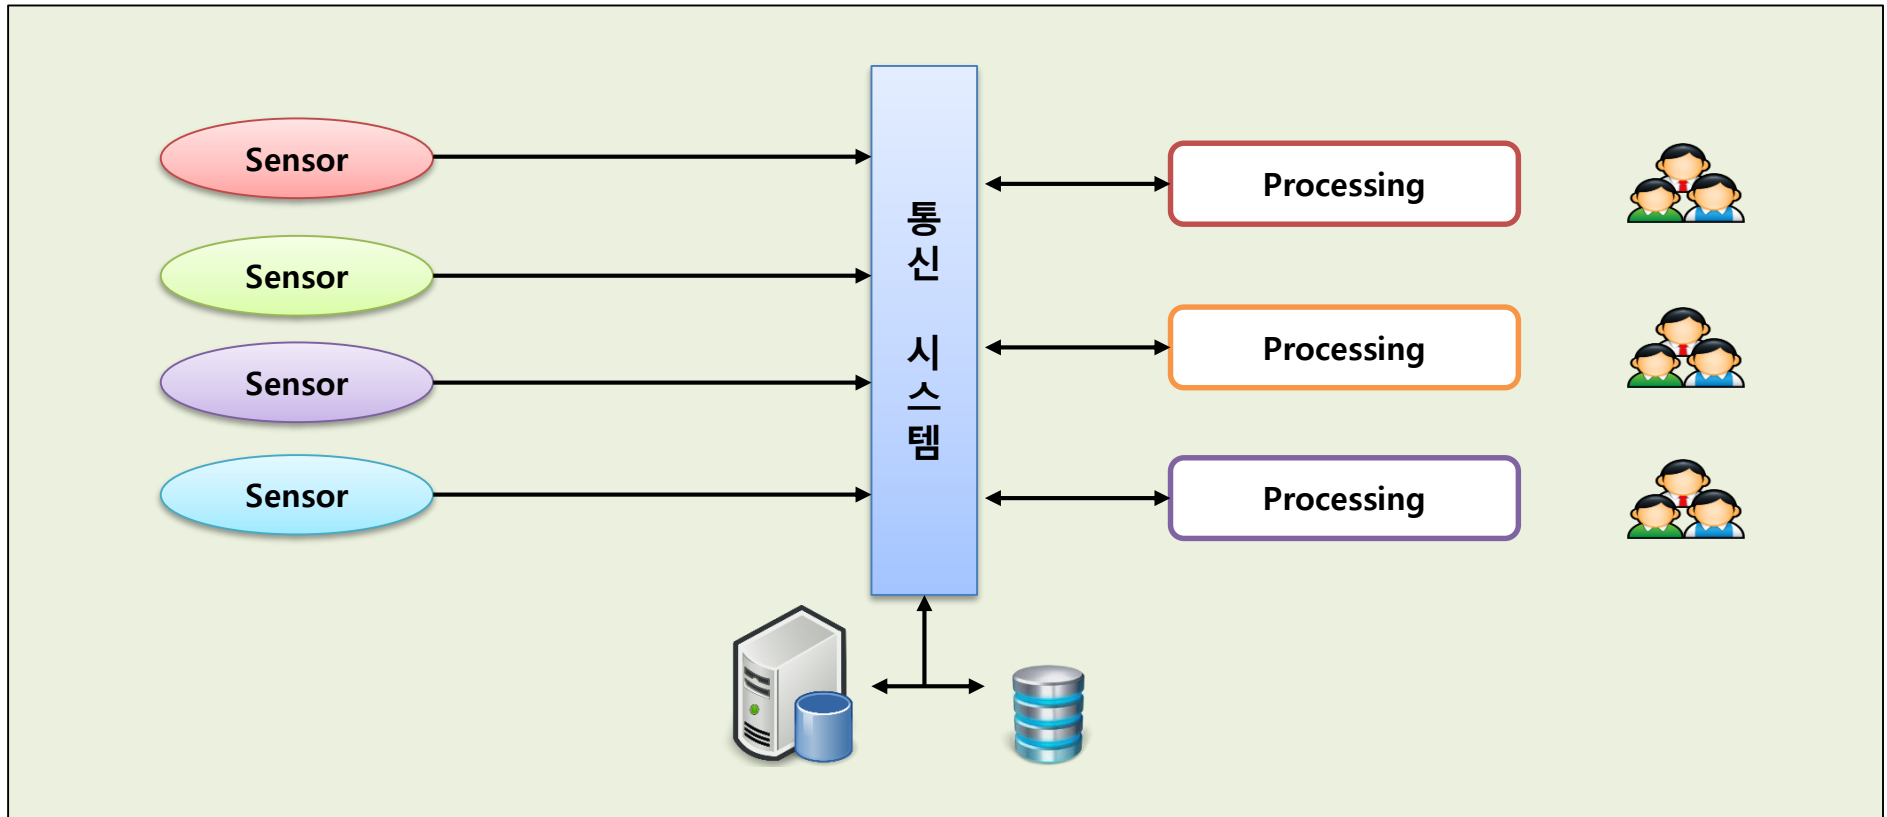 Sensor
Sensor
Sensor
Sensor
통신 시스템
Processing
Processing
Processing